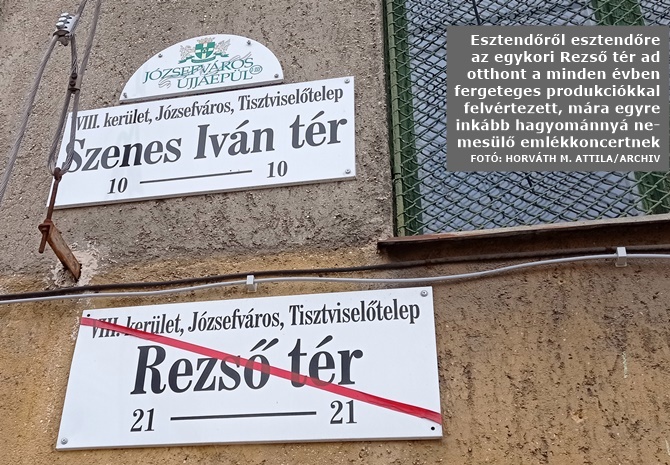 Esztendőről esztendőre
az egykori Rezső tér ad
otthont a minden évben
fergeteges produkciókkal
felvértezett, mára egyre
inkább hagyománnyá ne-
mesülő emlékkoncertnek
FOTÓ: HORVÁTH M. ATTILA/ARCHIV
JÓZSEFVÁROS
ÚJJÁÉPÜL
VIII. kerület, Józsefváros, Tisztviselőtelep
Szenes Iván tér
10 — 10
VIII. kerület, Józsefváros, Tisztviselőtelep
Rezső tér
21 — 21